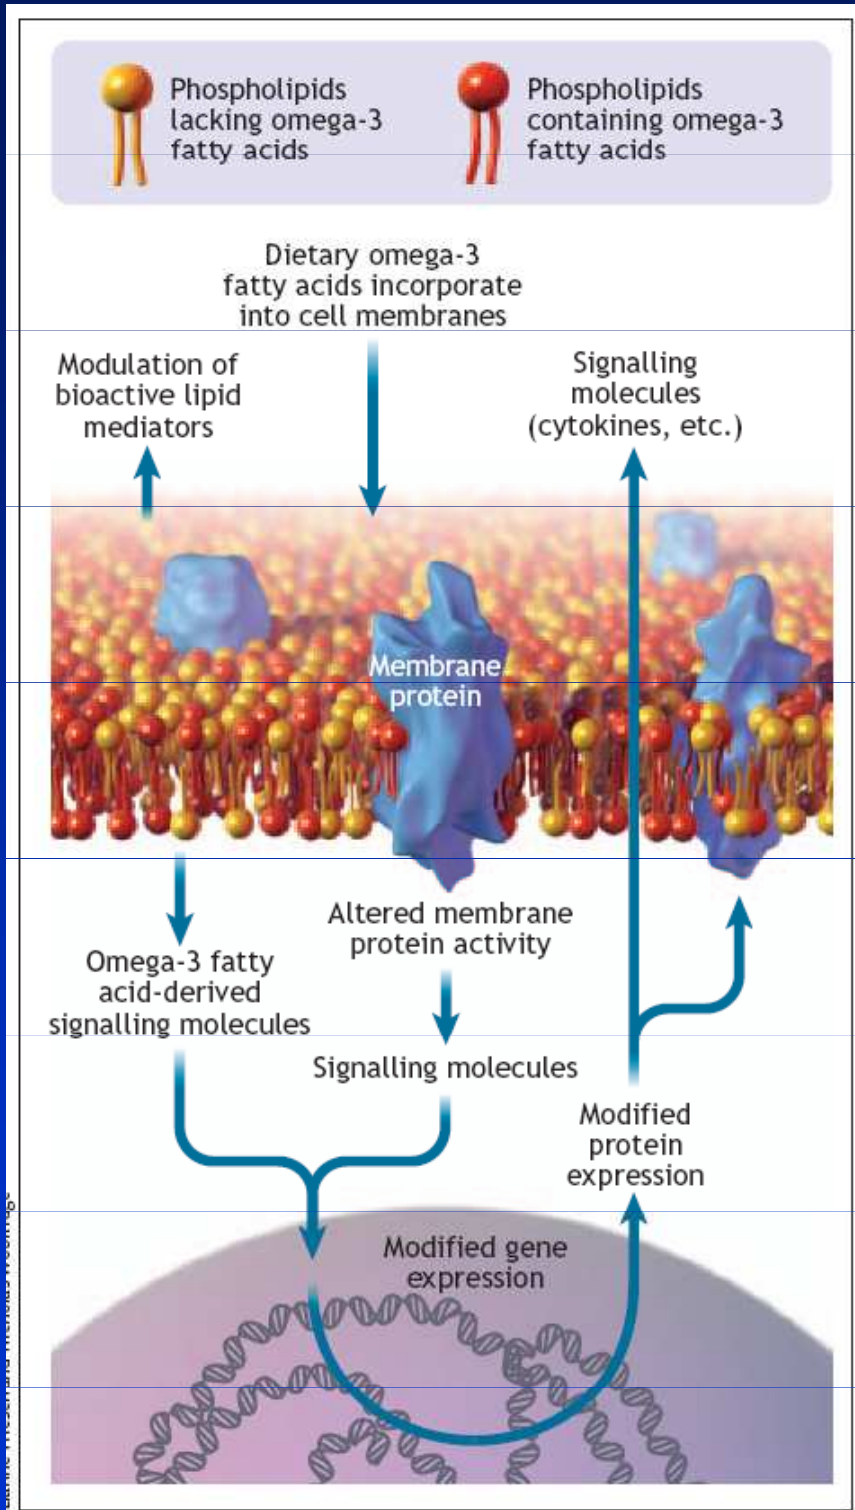 Phospholipids
lacking omega-3
fatty acids
Phospholipids
containing omega-3
fatty acids
Dietary omega-3
fatty acids incorporate
into cell membranes
Modulation of
bioactive lipid
mediators
Signalling
molecules
(cytokines, etc.)
Membrane
protein
Altered membrane
protein activity
Omega-3 fatty
acid-derived
signalling molecules
Signalling molecules
Modified
protein
expression
Modified gene
expression